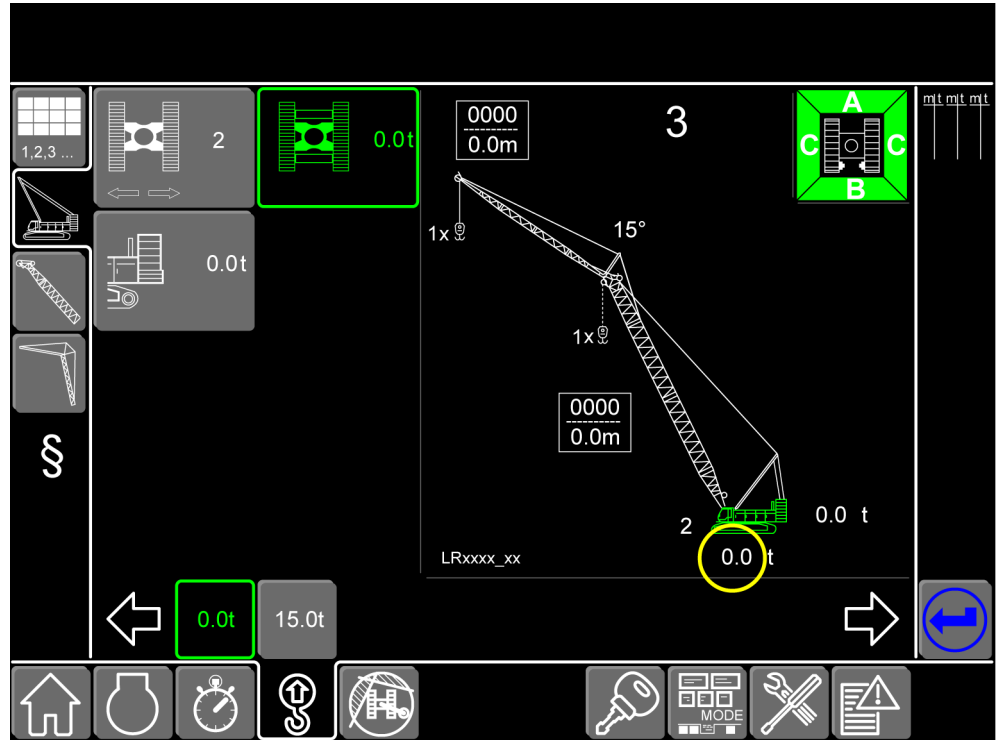 1,2,3 ...
2
0.0t
0.0t
§
0000
0.0m
3
A
C
C
B
m|t m|t m|t
15°
1x
1x
0000
0.0m
2
0.0 t
LRxxxx_xx
0.0 t
0.0t
15.0t
MODE